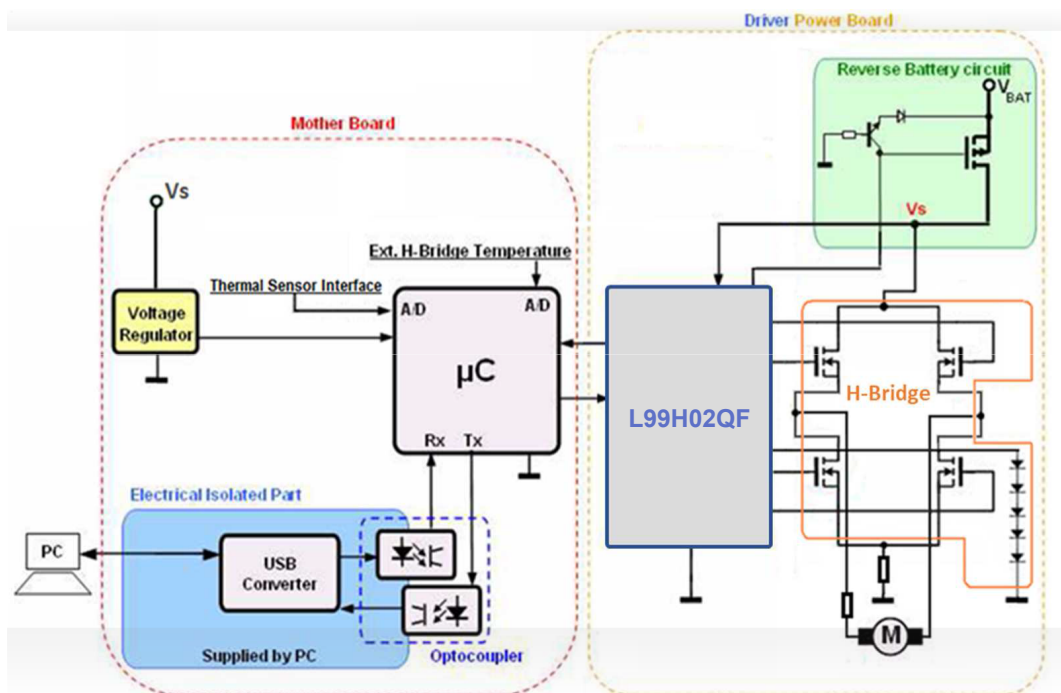 Driver Power Board
Reverse Battery circuit
VBAT
Mother Board
Vs
Vs
Ext. H-Bridge Temperature
Thermal Sensor Interface
A/D
A/D
Voltage
Regulator
µC
H-Bridge
L99H02QF
Rx Tx
Electrical Isolated Part
PC
USB
Converter
M
Supplied by PC
Optocoupler